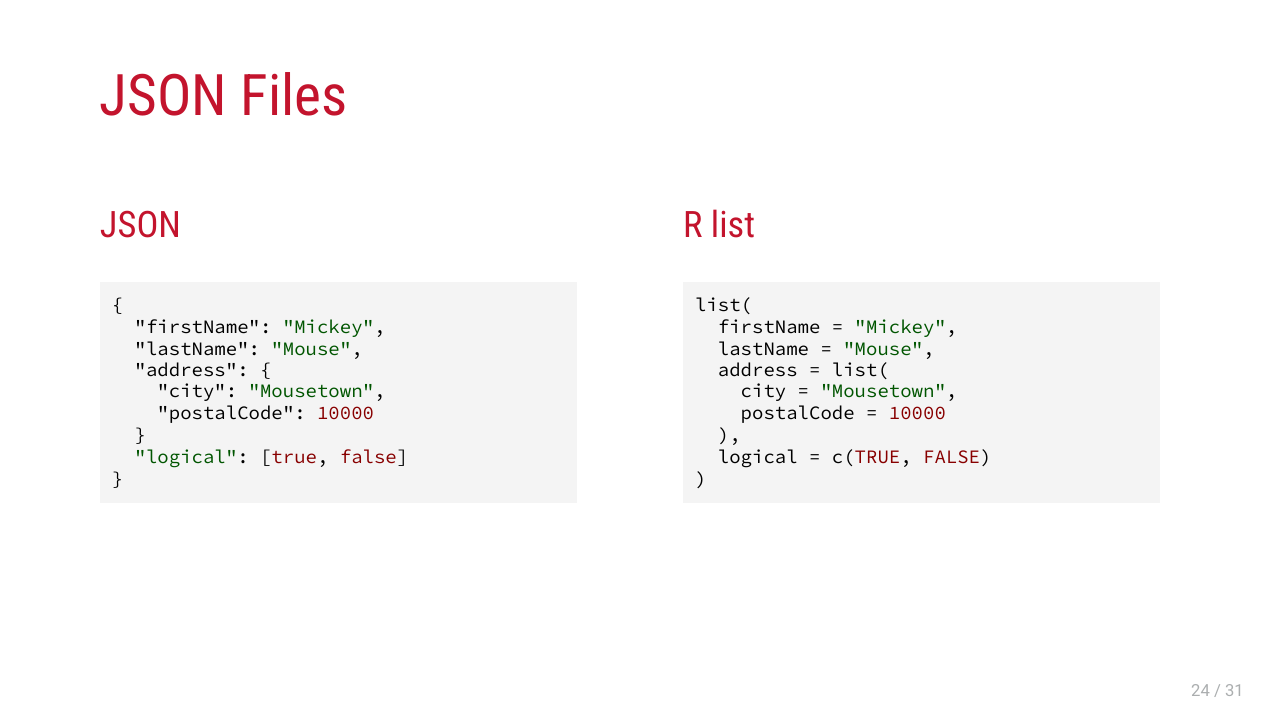 JSON Files
JSON
{
  "firstName": "Mickey",
  "lastName": "Mouse",
  "address": {
    "city": "Mousetown",
    "postalCode": 10000
  }
  "logical": [true, false]
}
R list
list(
  firstName = "Mickey",
  lastName = "Mouse",
  address = list(
    city = "Mousetown",
    postalCode = 10000
  ),
  logical = c(TRUE, FALSE)
)
24 / 31